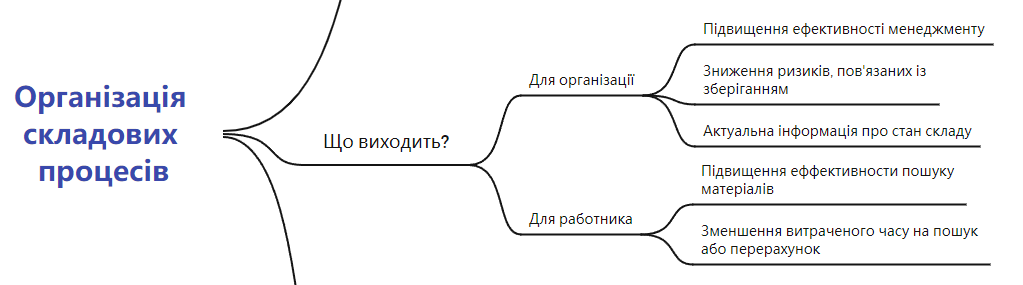 Організація
складових
процесів
Що виходить?
Для організації
Підвищення ефективності менеджменту
Зниження ризиків, пов'язаних із
зберіганням
Актуальна інформація про стан складу
Для работника
Підвищення еффективности пошуку
матеріалів
Зменшення витраченого часу на пошук
або перерахунок